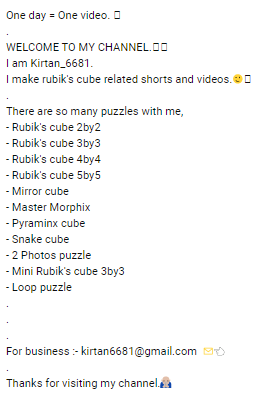 One day = One video.
.
WELCOME TO MY CHANNEL.
I am Kirtan_6681.
I make rubik's cube related shorts and videos.
.
There are so many puzzles with me,
- Rubik's cube 2by2
- Rubik's cube 3by3
- Rubik's cube 4by4
- Rubik's cube 5by5
- Mirror cube
- Master Morphix
- Pyraminx cube
- Snake cube
- 2 Photos puzzle
- Mini Rubik's cube 3by3
- Loop puzzle
.
.
.
For business :- kirtan6681@gmail.com
.
Thanks for visiting my channel.